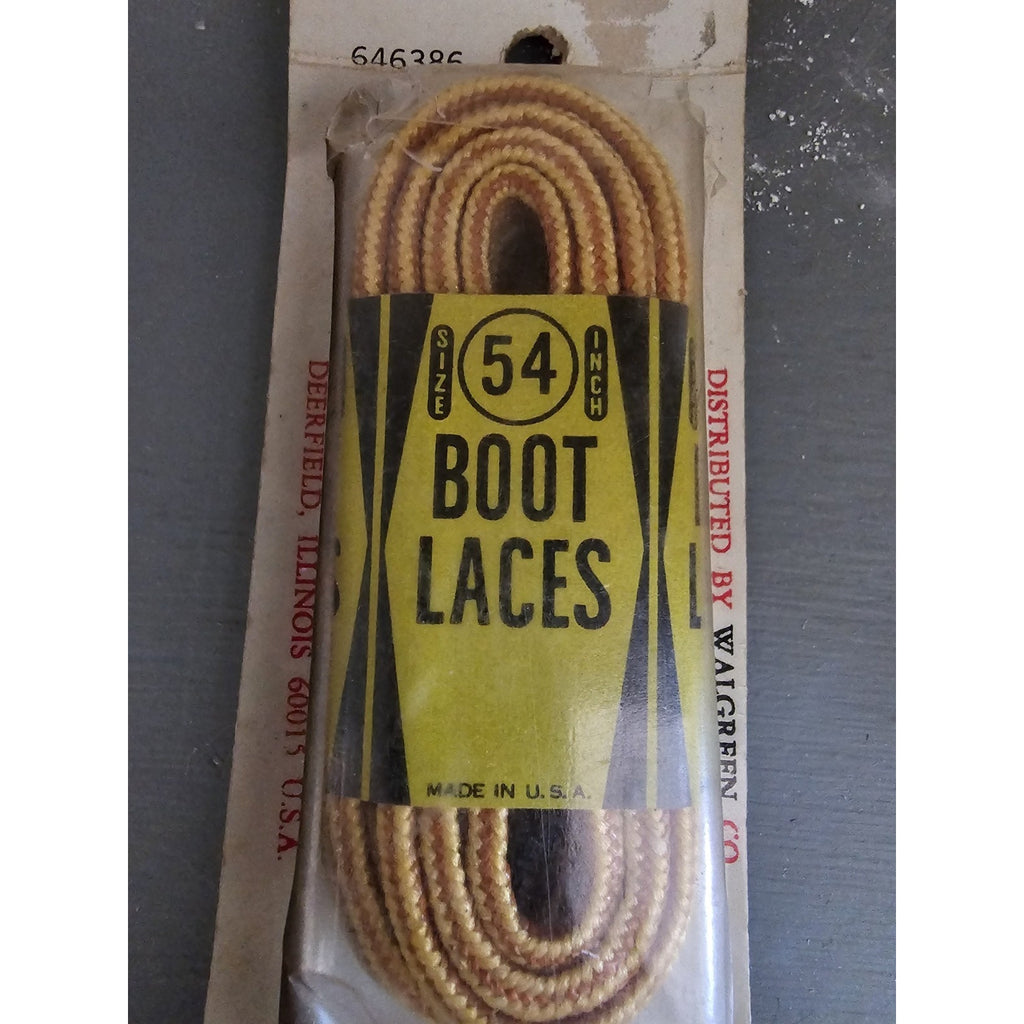 646386
SIZE 54 INCH
BOOT
LACES
MADE IN U.S.A.
DISTRIBUTED BY WALGREEN CO
DEERFIELD, ILLINOIS 60015 U.S.A.